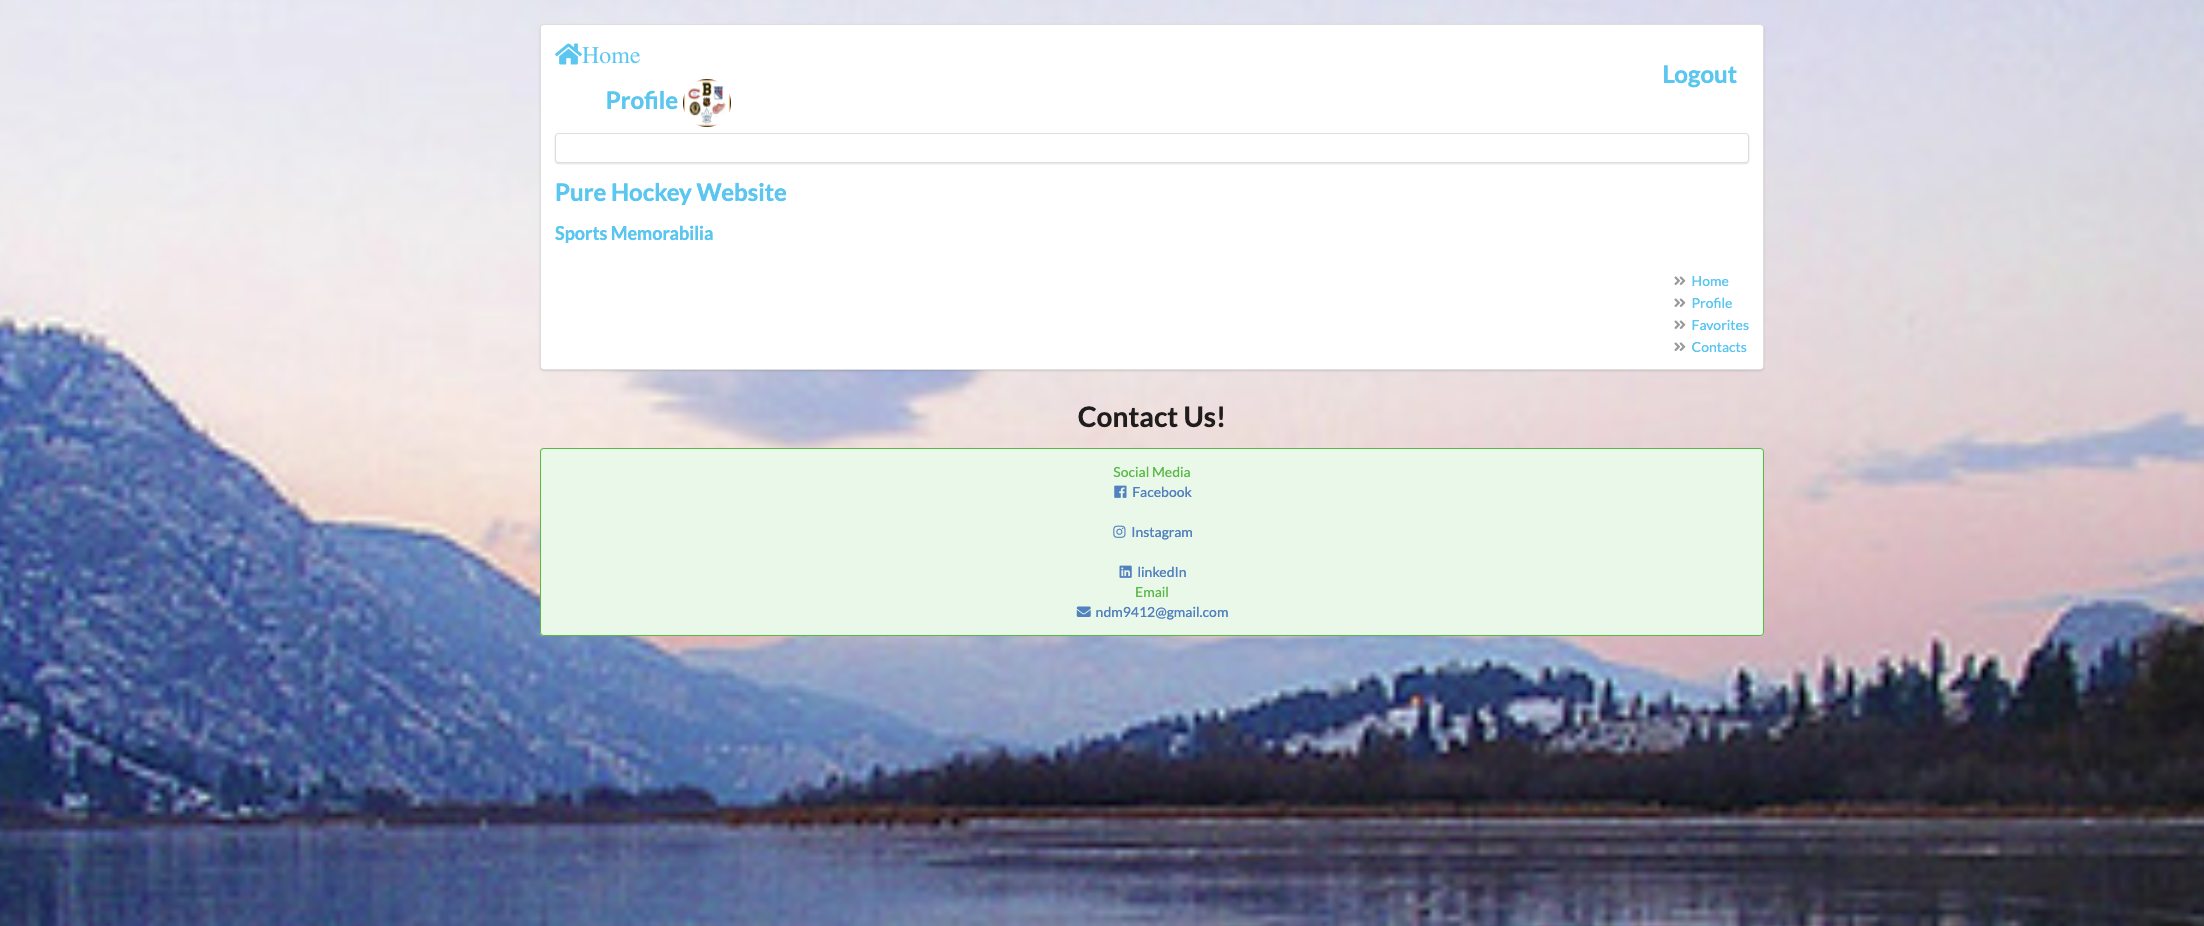 Home
Logout
Profile
Pure Hockey Website
Sports Memorabilia
Home
Profile
Favorites
Contacts
Contact Us!
Social Media
Facebook
Instagram
linkedIn
Email
ndm9412@gmail.com